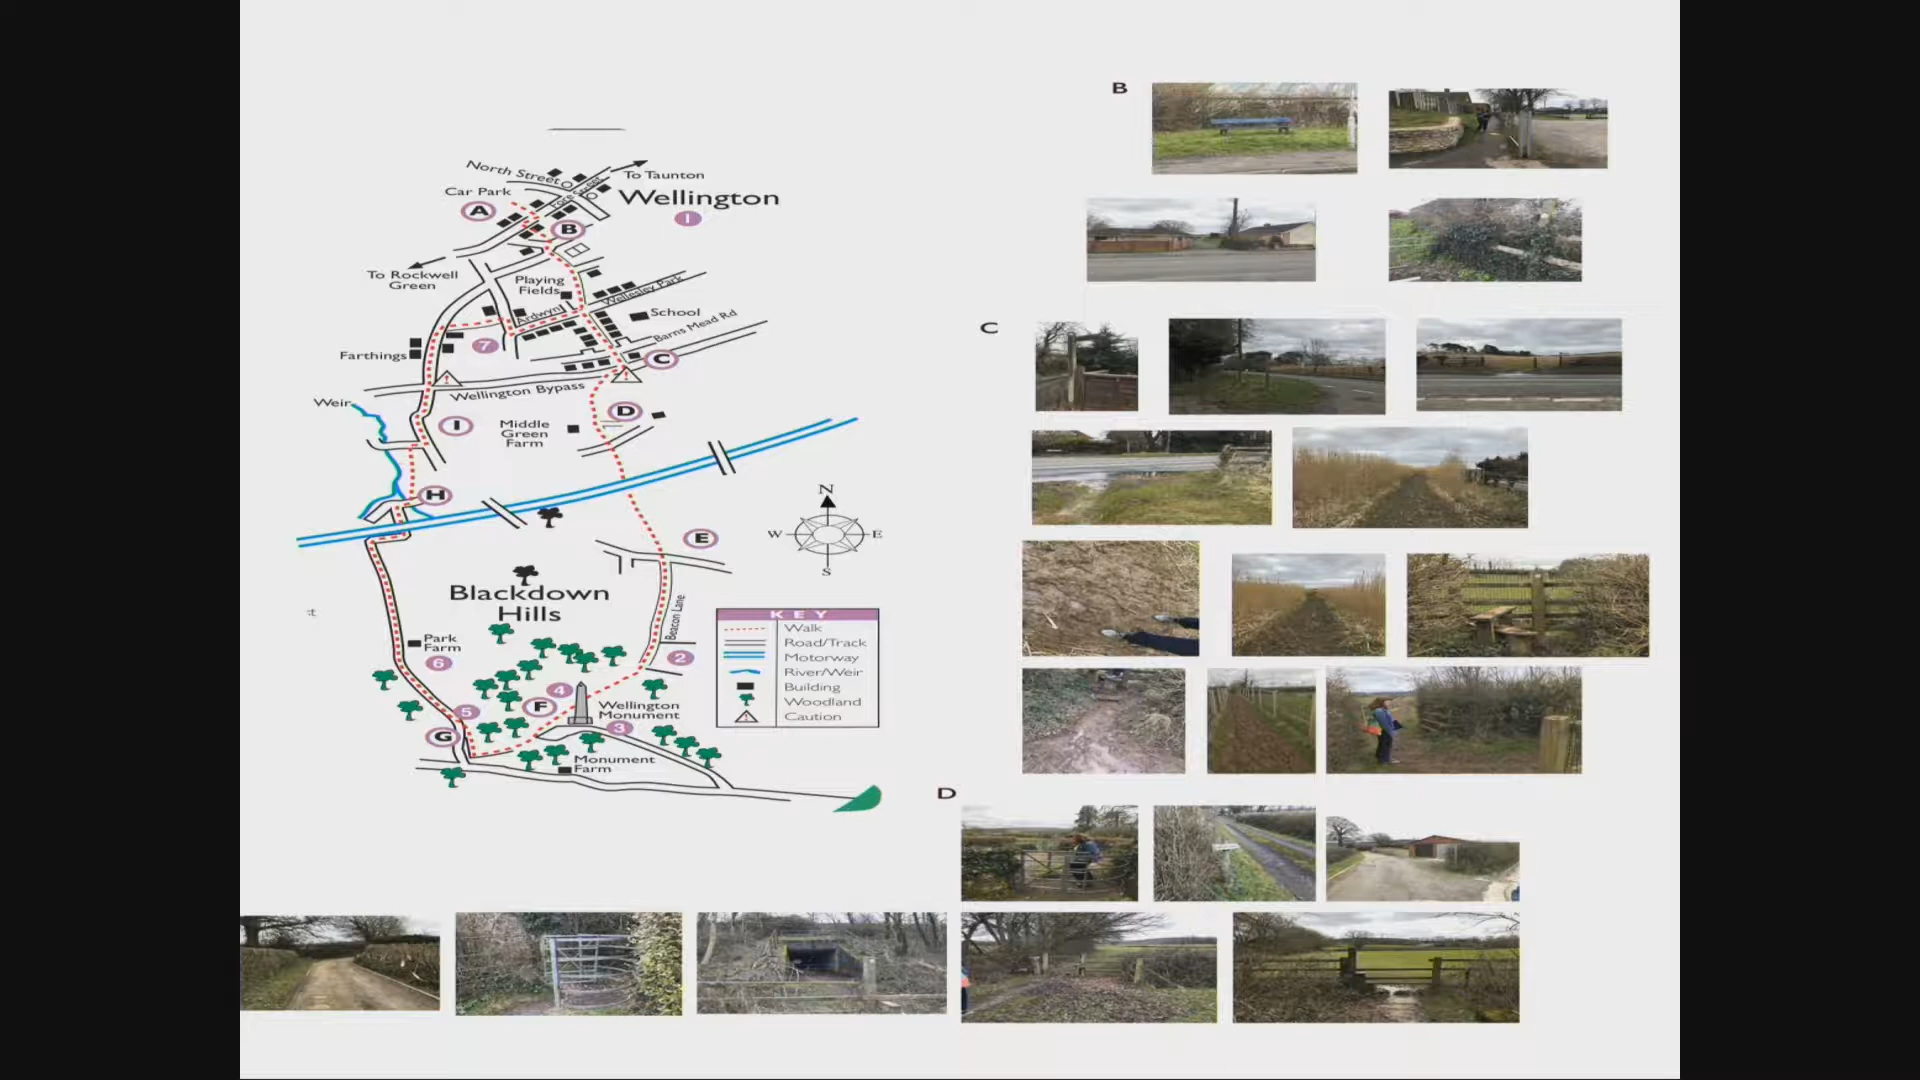 North Street
To Taunton
Car Park
Fore Street
Wellington
A
1
B
To Rockwell
Green
Playing
Fields
Wellesley Park
Ardwyn
School
Barns Mead Rd
Farthings
7
C
Wellington Bypass
Weir
I
Middle
Green
Farm
D
H
N
W
E
S
E
Blackdown
Hills
Beacon Lane
Park
Farm
6
2
4
F
5
Wellington
Monument
3
G
Monument
Farm
KEY
Walk
Road/Track
Motorway
River/Weir
Building
Woodland
Caution
B
C
D